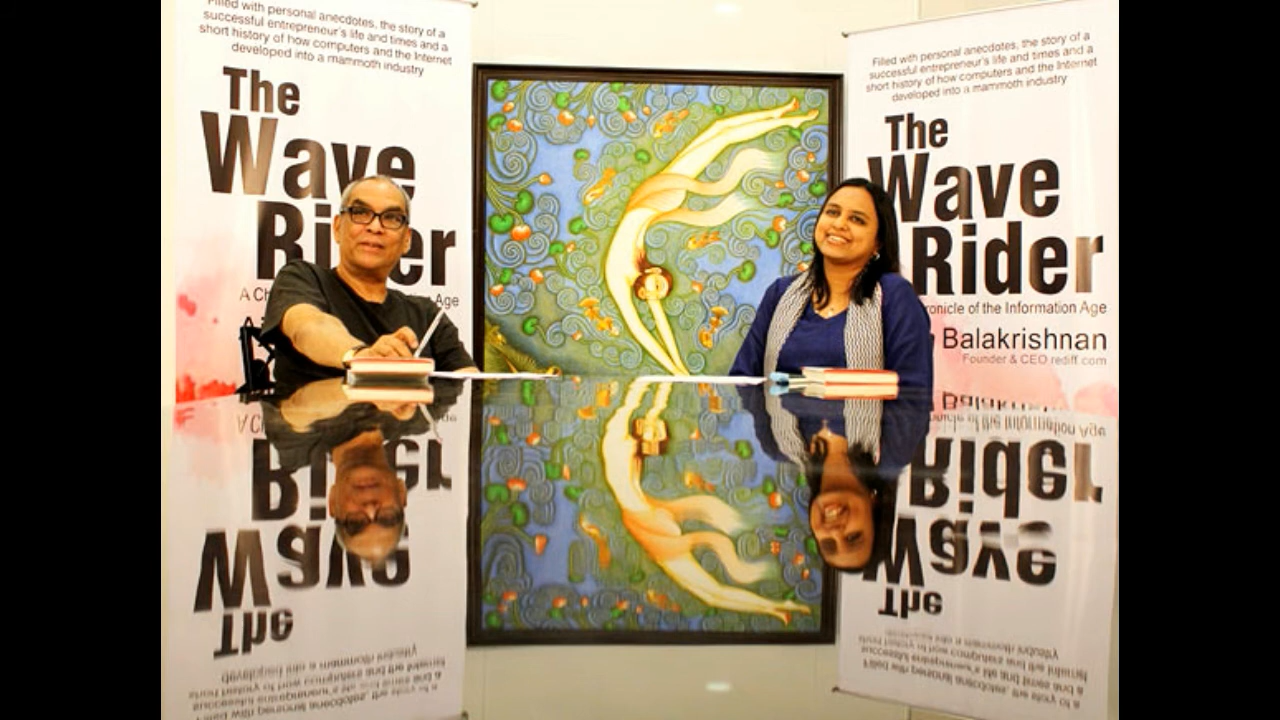 Filled with personal anecdotes, the story of a
successful entrepreneur's life and times and a
short history of how computers and the Internet
developed into a mammoth industry
The
Wave
Rider
A Ch
Age
Filled with personal anecdotes, the story of a
successful entrepreneur's life and times and a
short history of how computers and the Internet
developed into a mammoth industry
The
Wave
Rider
ronicle of the Information Age
Balakrishnan
Founder & CEO rediff.com